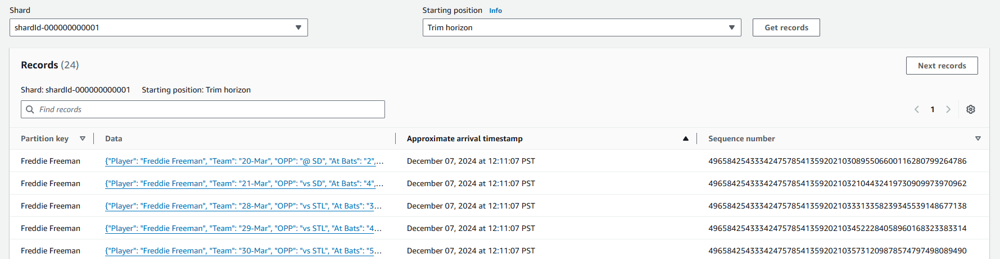 Shard
Starting position Info
shardId-000000000001
Trim horizon
Get records
Records (24)
Next records
Shard: shardId-000000000001 Starting position: Trim horizon
Find records
1
Partition key Data Approximate arrival timestamp Sequence number
Freddie Freeman {"Player": "Freddie Freeman", "Team": "20-Mar", "OPP": "@ SD", "At Bats": "2",... December 07, 2024 at 12:11:07 PST 49658425433342475785413592021030895506600116280799264786
Freddie Freeman {"Player": "Freddie Freeman", "Team": "21-Mar", "OPP": "vs SD", "At Bats": "4",... December 07, 2024 at 12:11:07 PST 49658425433342475785413592021032104432419730909973970962
Freddie Freeman {"Player": "Freddie Freeman", "Team": "28-Mar", "OPP": "vs STL", "At Bats": "3... December 07, 2024 at 12:11:07 PST 49658425433342475785413592021033313358239345539148677138
Freddie Freeman {"Player": "Freddie Freeman", "Team": "29-Mar", "OPP": "vs STL", "At Bats": "4... December 07, 2024 at 12:11:07 PST 49658425433342475785413592021034522284058960168323383314
Freddie Freeman {"Player": "Freddie Freeman", "Team": "30-Mar", "OPP": "vs STL", "At Bats": "5... December 07, 2024 at 12:11:07 PST 49658425433342475785413592021035731209878574797498089490